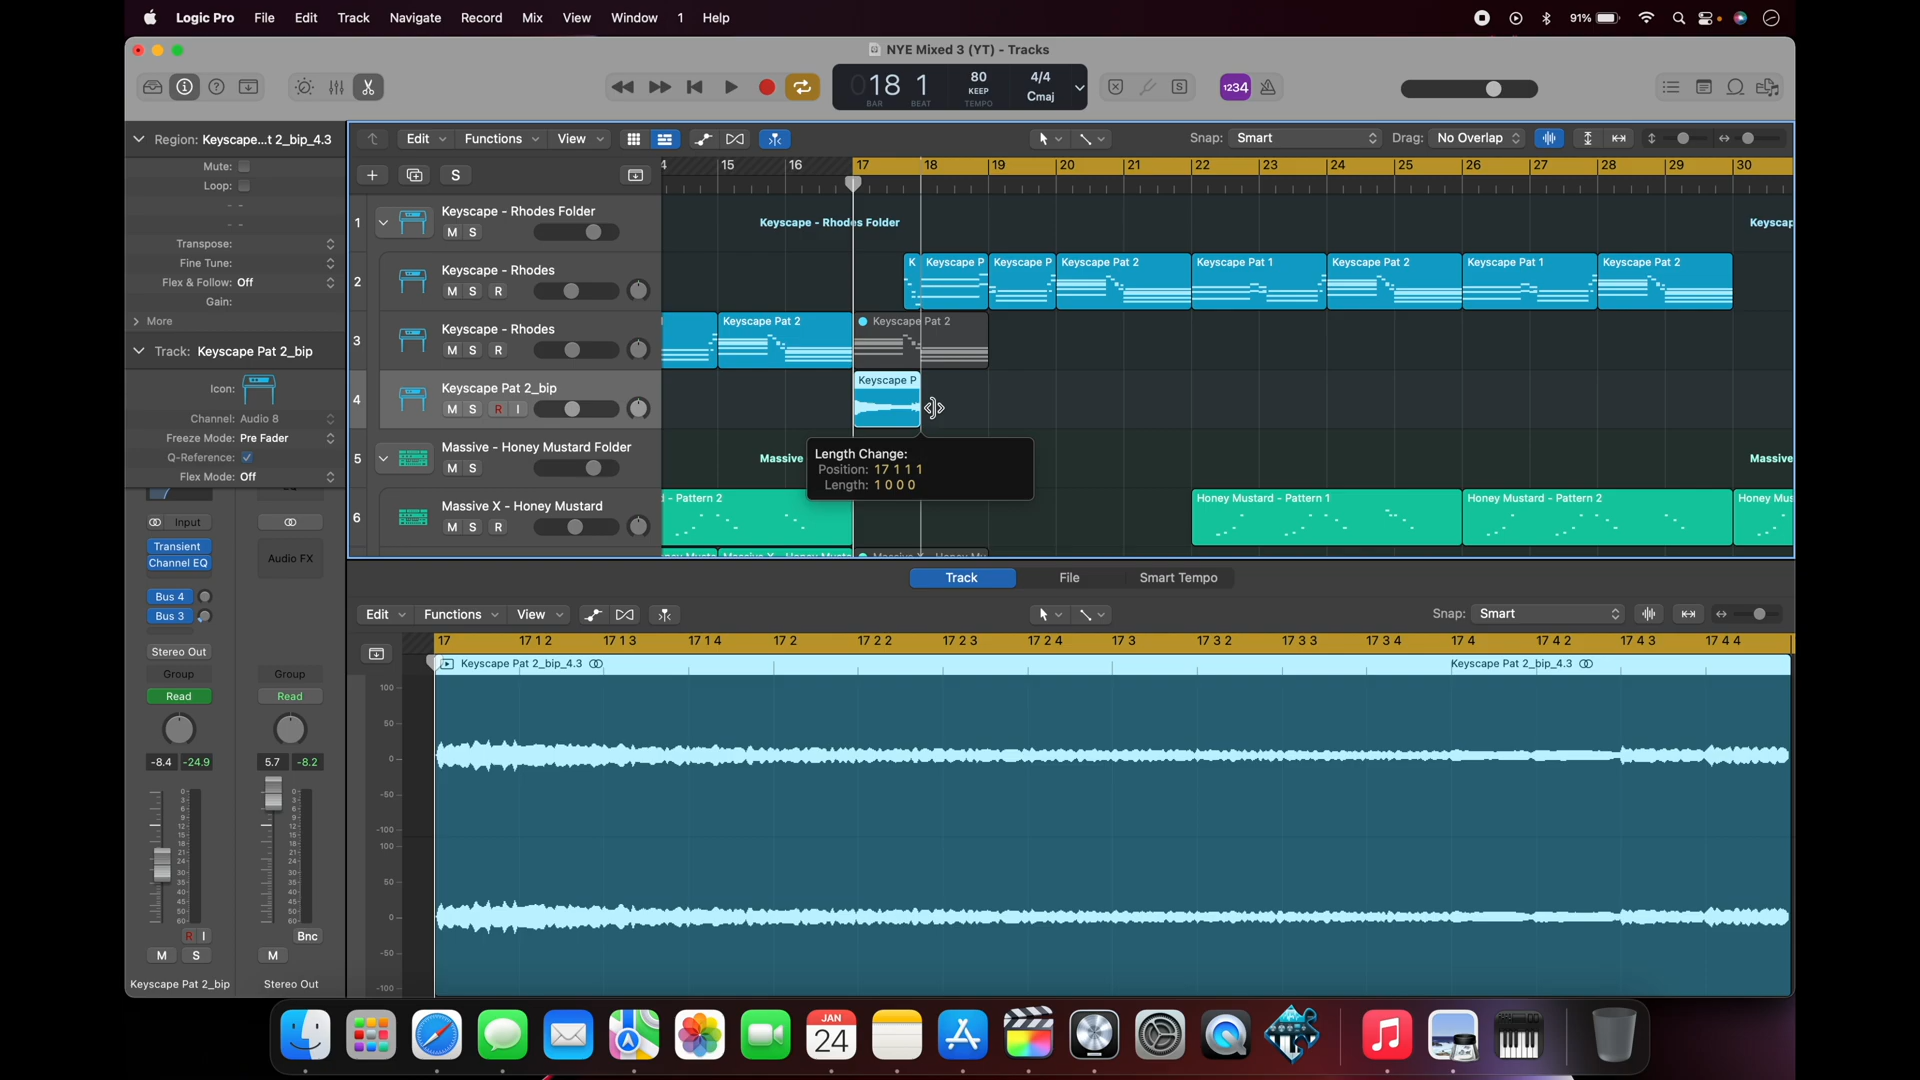 Logic Pro File Edit Track Navigate Record Mix View Window 1 Help 91%
NYE Mixed 3 (YT) - Tracks
018 1 80 4/4
KEEP Cmaj
BAR BEAT TEMPO
1234
Region: Keyscape...t 2_bip_4.3
Mute:
Loop:
- -
- -
Transpose:
Fine Tune:
Flex & Follow: Off
Gain:
More
Track: Keyscape Pat 2_bip
Icon:
Channel: Audio 8
Freeze Mode: Pre Fader
Q-Reference:
Flex Mode: Off
Input
Transient
Channel EQ
Audio FX
Bus 4
Bus 3
Stereo Out
Group Group
Read Read
-8.4 -24.9 5.7 -8.2
R I Bnc
M S M
Keyscape Pat 2_bip Stereo Out
Edit Functions View Snap: Smart Drag: No Overlap
S
4 15 16 17 18 19 20 21 22 23 24 25 26 27 28 29 30
1 Keyscape - Rhodes Folder
M S
Keyscape - Rhodes Folder Keyscap
2 Keyscape - Rhodes
M S R
K Keyscape P Keyscape P Keyscape Pat 2 Keyscape Pat 1 Keyscape Pat 2 Keyscape Pat 1 Keyscape Pat 2
3 Keyscape - Rhodes
M S R
Keyscape Pat 2 Keyscape Pat 2
4 Keyscape Pat 2_bip
M S R I
Keyscape P
5 Massive - Honey Mustard Folder
M S
Massive Massive
Length Change:
Position: 17 1 1 1
Length: 1 0 0 0
6 Massive X - Honey Mustard
M S R
d - Pattern 2 Honey Mustard - Pattern 1 Honey Mustard - Pattern 2 Honey Mus
Track File Smart Tempo
Edit Functions View Snap: Smart
17 17 1 2 17 1 3 17 1 4 17 2 17 2 2 17 2 3 17 2 4 17 3 17 3 2 17 3 3 17 3 4 17 4 17 4 2 17 4 3 17 4 4
Keyscape Pat 2_bip_4.3 Keyscape Pat 2_bip_4.3
100
50
0
-50
-100
100
50
0
-50
-100
JAN
24